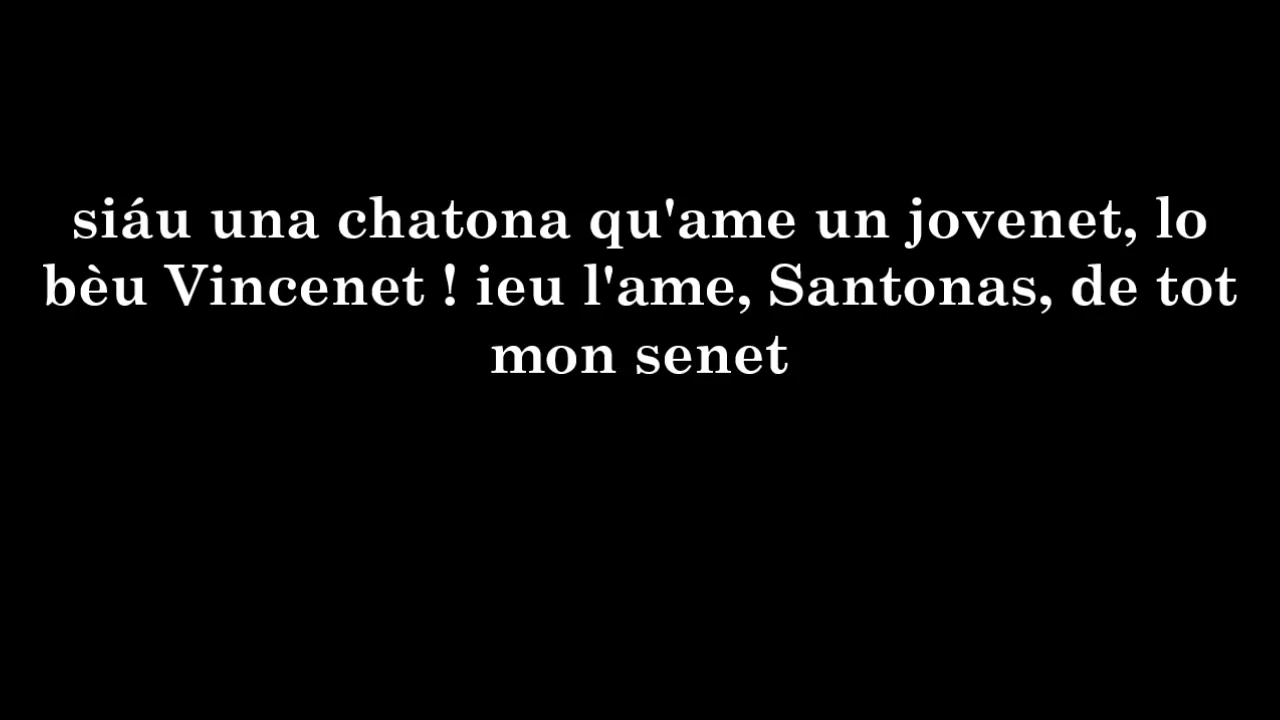 siáu una chatona qu'ame un jovenet, lo
bèu Vincenet ! ieu l'ame, Santonas, de tot
mon senet